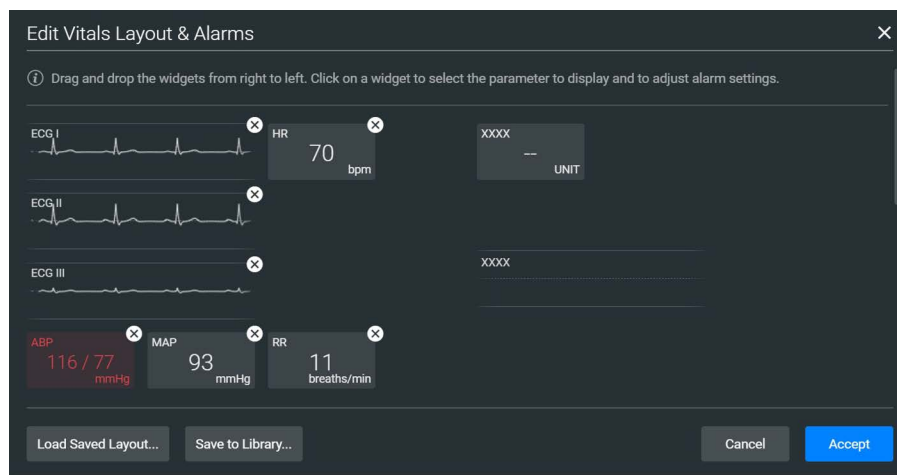 Edit Vitals Layout & Alarms
Drag and drop the widgets from right to left. Click on a widget to select the parameter to display and to adjust alarm settings.
ECG I
HR
70
bpm
XXXX
--
UNIT
ECG II
ECG III
XXXX
ABP
116 / 77
mmHg
MAP
93
mmHg
RR
11
breaths/min
Load Saved Layout...
Save to Library...
Cancel
Accept